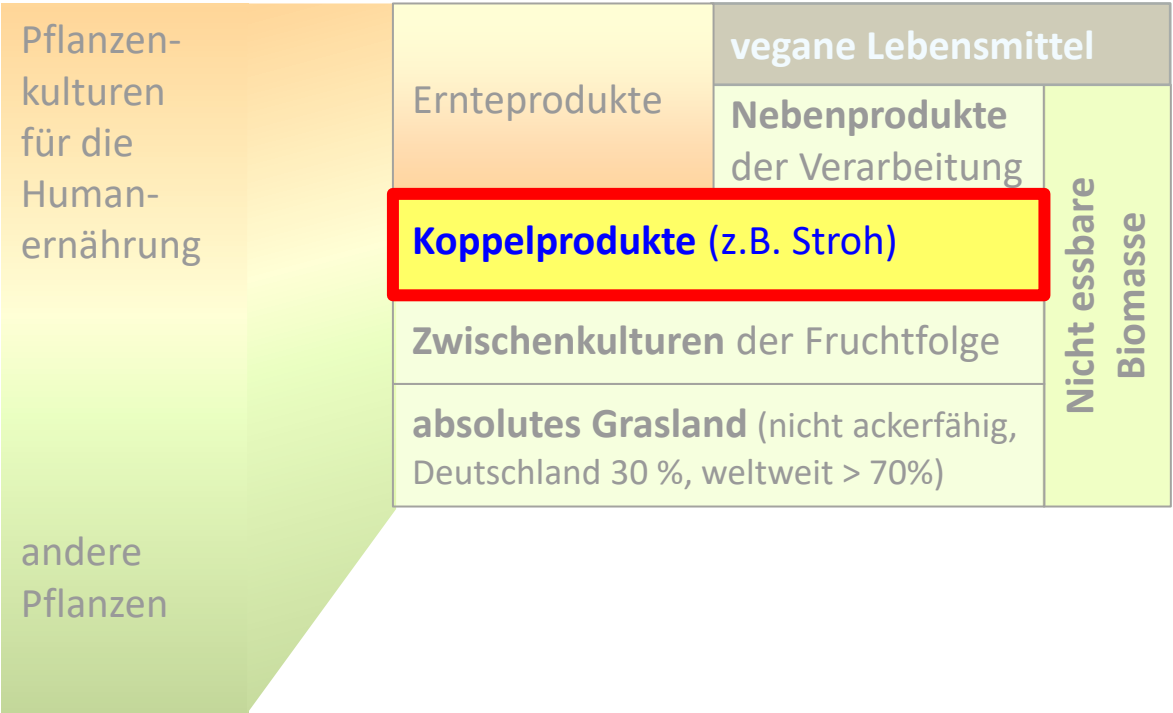 Pflanzen-
kulturen
für die
Human-
ernährung
andere
Pflanzen
Ernteprodukte
vegane Lebensmittel
Nebenprodukte
der Verarbeitung
Koppelprodukte (z.B. Stroh)
Zwischenkulturen der Fruchtfolge
absolutes Grasland (nicht ackerfähig,
Deutschland 30 %, weltweit > 70%)
Nicht essbare
Biomasse